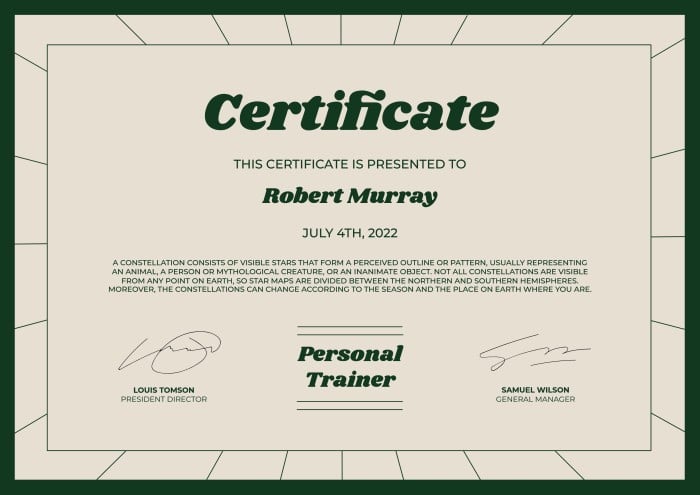 Certificate
THIS CERTIFICATE IS PRESENTED TO
Robert Murray
JULY 4TH, 2022
A CONSTELLATION CONSISTS OF VISIBLE STARS THAT FORM A PERCEIVED OUTLINE OR PATTERN, USUALLY REPRESENTING
AN ANIMAL, A PERSON OR MYTHOLOGICAL CREATURE, OR AN INANIMATE OBJECT. NOT ALL CONSTELLATIONS ARE VISIBLE
FROM ANY POINT ON EARTH, SO STAR MAPS ARE DIVIDED BETWEEN THE NORTHERN AND SOUTHERN HEMISPHERES.
MOREOVER, THE CONSTELLATIONS CAN CHANGE ACCORDING TO THE SEASON AND THE PLACE ON EARTH WHERE YOU ARE.
Personal
Trainer
LOUIS TOMSON
PRESIDENT DIRECTOR
SAMUEL WILSON
GENERAL MANAGER